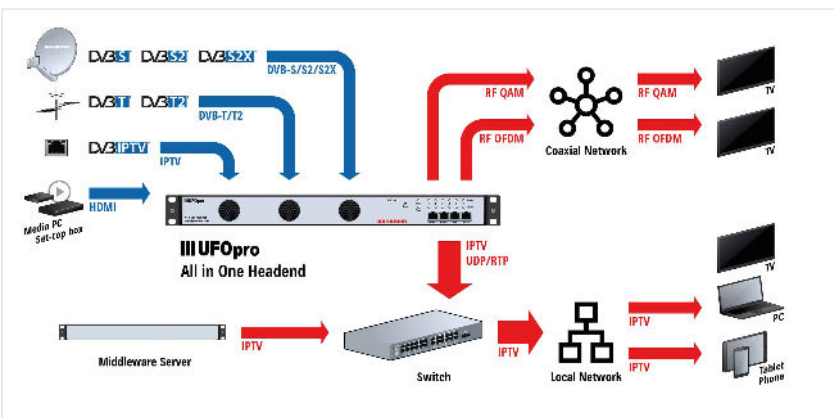 DVB S DVB S2 DVB S2X
DVB-S/S2/S2X
DVB T DVB T2
DVB-T/T2
DVB IPTV
IPTV
HDMI
Media PC
Set-top box
RF QAM
RF OFDM
Coaxial Network
RF QAM
RF OFDM
TV
TV
UFOpro
UFOpro
All in One Headend
IPTV
UDP/RTP
Middleware Server
IPTV
Switch
IPTV
Local Network
IPTV
IPTV
TV
PC
Tablet
Phone